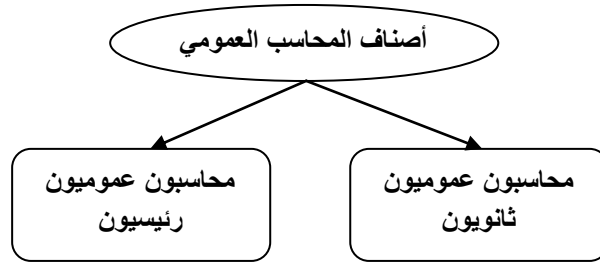 أصناف المحاسب العمومي
محاسبون عموميون
ثانويون
محاسبون عموميون
رئيسيون